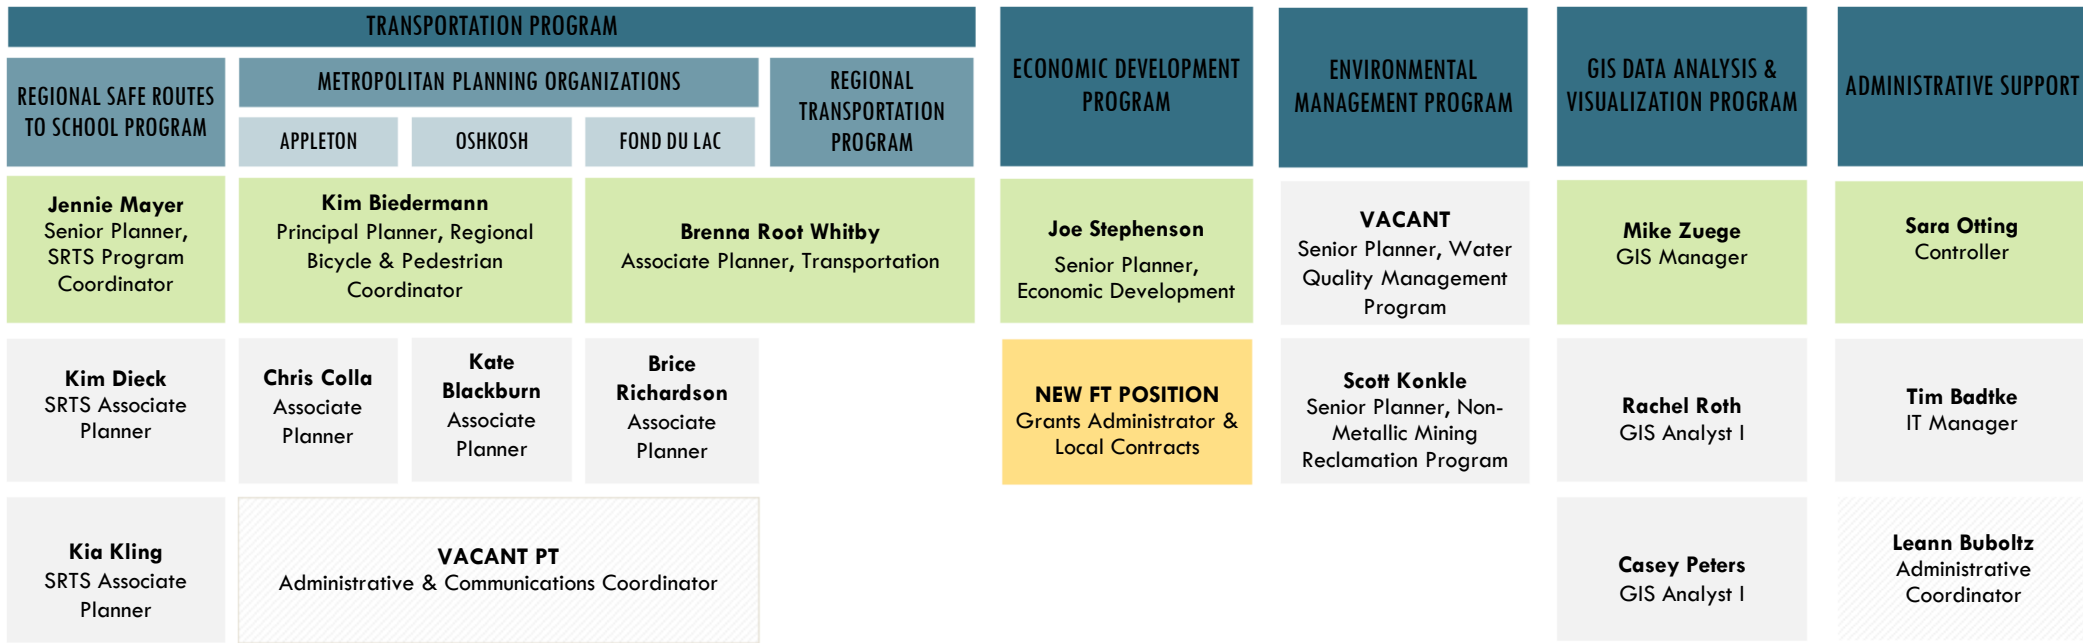 TRANSPORTATION PROGRAM
REGIONAL SAFE ROUTES
TO SCHOOL PROGRAM
METROPOLITAN PLANNING ORGANIZATIONS
APPLETON
OSHKOSH
FOND DU LAC
REGIONAL
TRANSPORTATION
PROGRAM
ECONOMIC DEVELOPMENT
PROGRAM
ENVIRONMENTAL
MANAGEMENT PROGRAM
GIS DATA ANALYSIS &
VISUALIZATION PROGRAM
ADMINISTRATIVE SUPPORT
Jennie Mayer
Senior Planner,
SRTS Program
Coordinator
Kim Biedermann
Principal Planner, Regional
Bicycle & Pedestrian
Coordinator
Brenna Root Whitby
Associate Planner, Transportation
Joe Stephenson
Senior Planner,
Economic Development
VACANT
Senior Planner, Water
Quality Management
Program
Mike Zuege
GIS Manager
Sara Otting
Controller
Kim Dieck
SRTS Associate
Planner
Chris Colla
Associate
Planner
Kate
Blackburn
Associate
Planner
Brice
Richardson
Associate
Planner
NEW FT POSITION
Grants Administrator &
Local Contracts
Scott Konkle
Senior Planner, Non-
Metallic Mining
Reclamation Program
Rachel Roth
GIS Analyst I
Tim Badtke
IT Manager
Kia Kling
SRTS Associate
Planner
VACANT PT
Administrative & Communications Coordinator
Casey Peters
GIS Analyst I
Leann Buboltz
Administrative
Coordinator